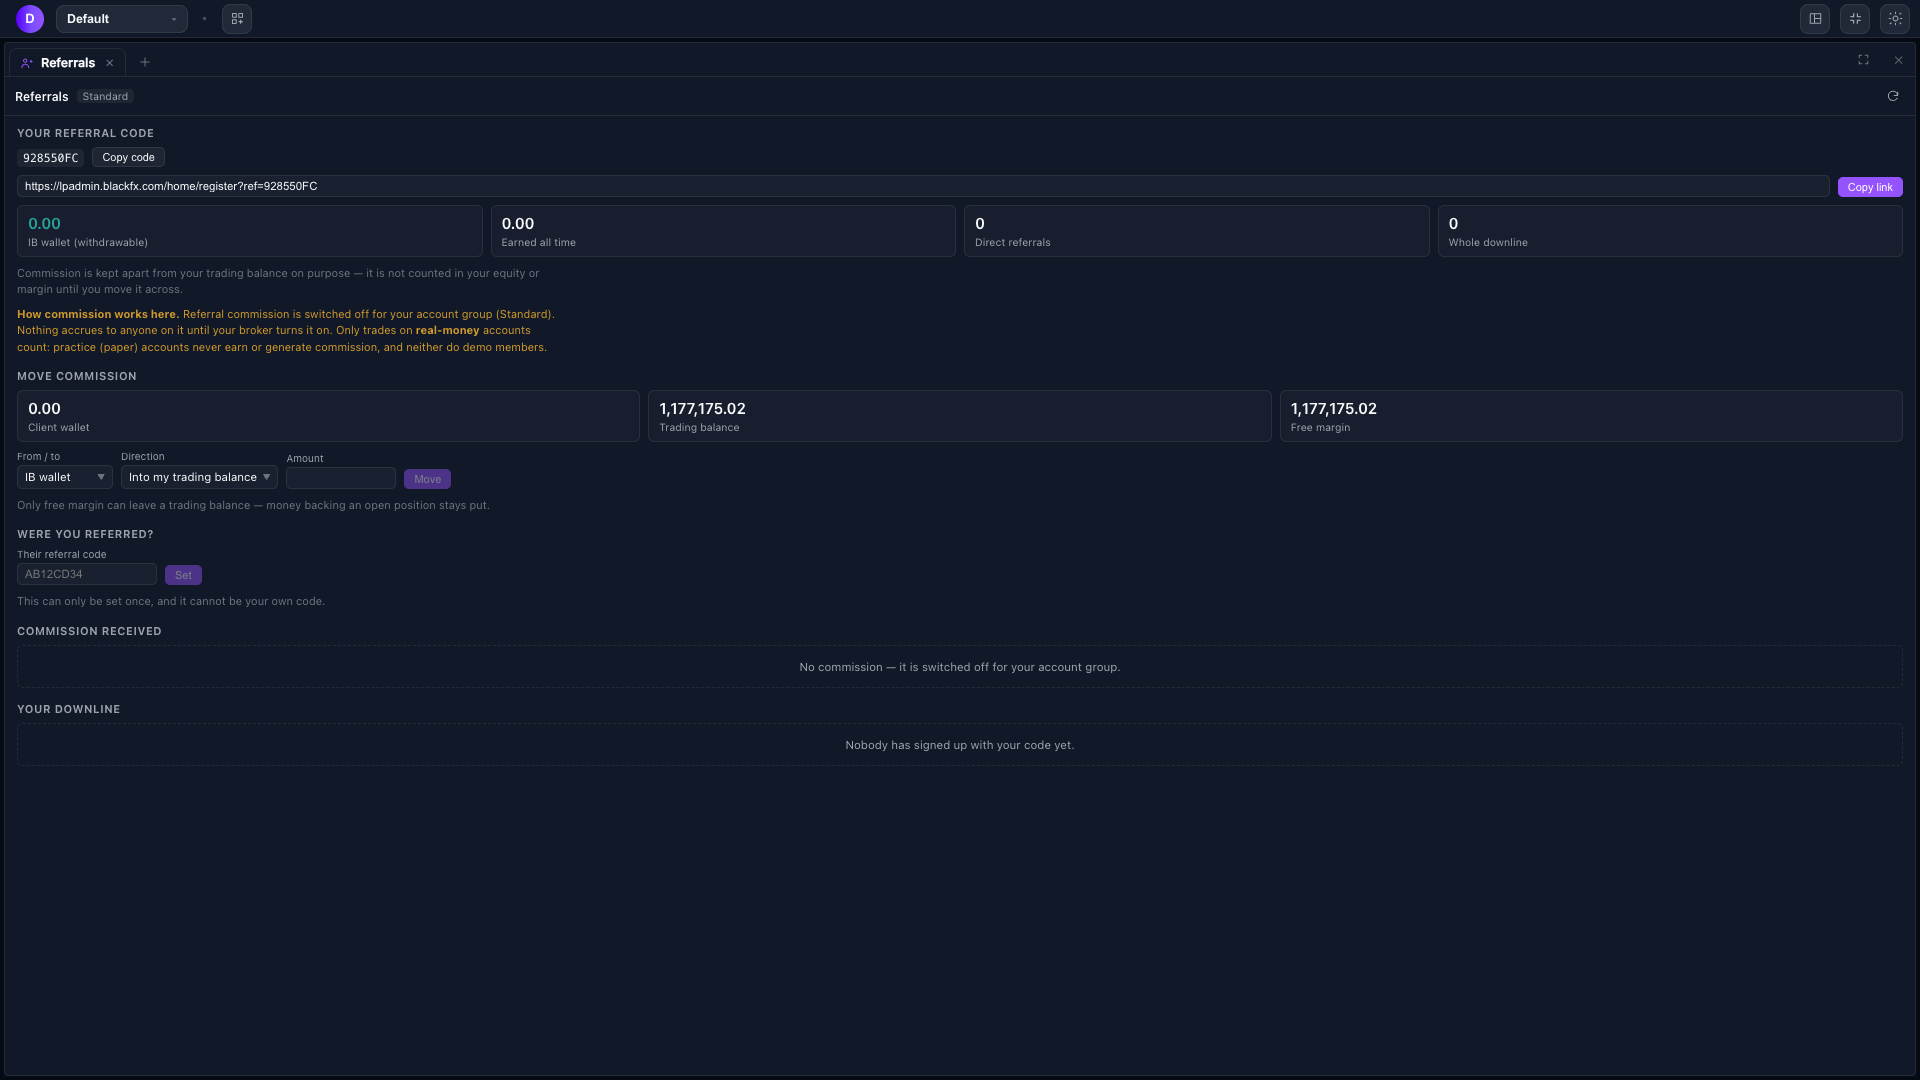 D
Default
Referrals
Referrals
Standard
YOUR REFERRAL CODE
928550FC
Copy code
https://lpadmin.blackfx.com/home/register?ref=928550FC
Copy link
0.00
IB wallet (withdrawable)
0.00
Earned all time
0
Direct referrals
0
Whole downline
Commission is kept apart from your trading balance on purpose — it is not counted in your equity or
margin until you move it across.
How commission works here. Referral commission is switched off for your account group (Standard).
Nothing accrues to anyone on it until your broker turns it on. Only trades on real-money accounts
count: practice (paper) accounts never earn or generate commission, and neither do demo members.
MOVE COMMISSION
0.00
Client wallet
1,177,175.02
Trading balance
1,177,175.02
Free margin
From / to
Direction
Amount
IB wallet
Into my trading balance
Move
Only free margin can leave a trading balance — money backing an open position stays put.
WERE YOU REFERRED?
Their referral code
AB12CD34
Set
This can only be set once, and it cannot be your own code.
COMMISSION RECEIVED
No commission — it is switched off for your account group.
YOUR DOWNLINE
Nobody has signed up with your code yet.